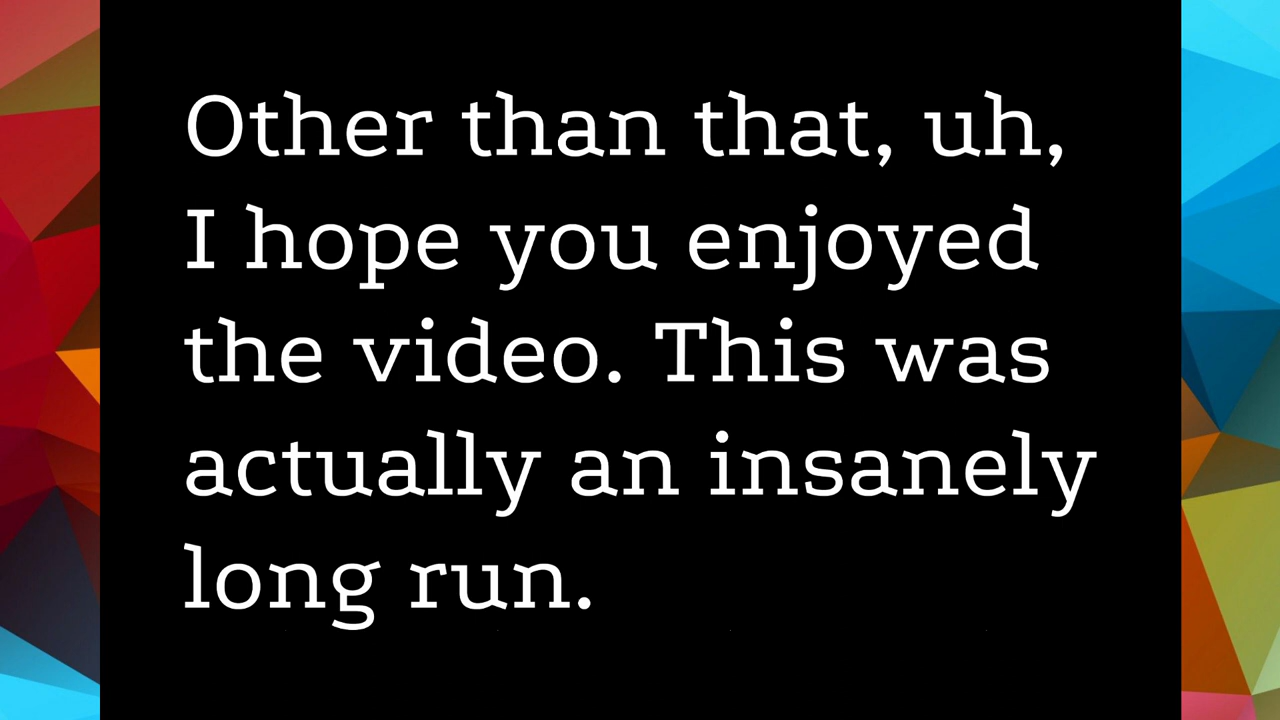 Other than that, uh,
I hope you enjoyed
the video. This was
actually an insanely
long run.